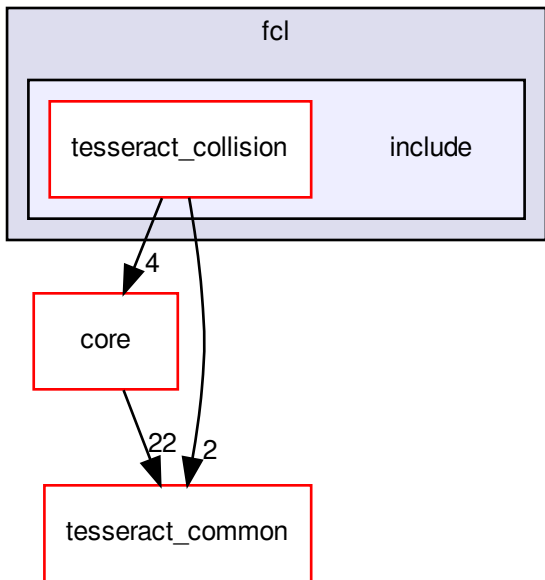 fcl
tesseract_collision
include
4
core
22
2
tesseract_common